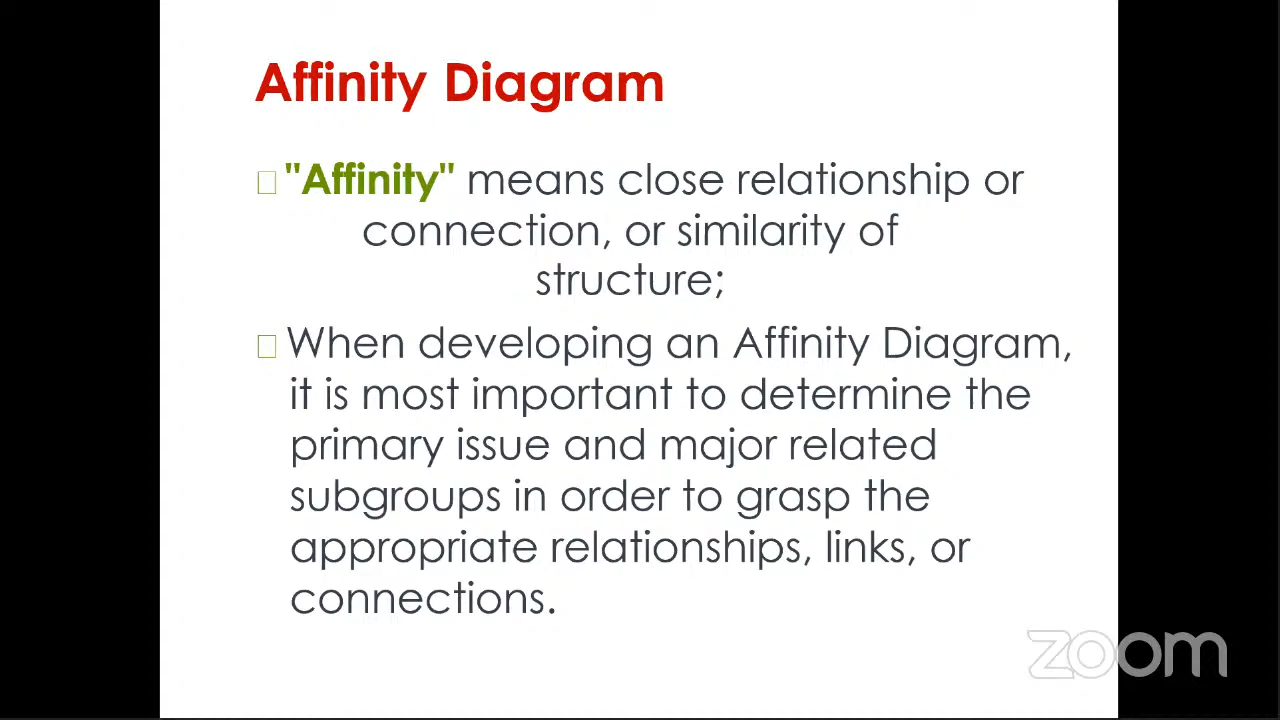 Affinity Diagram
"Affinity" means close relationship or
connection, or similarity of
structure;
When developing an Affinity Diagram,
it is most important to determine the
primary issue and major related
subgroups in order to grasp the
appropriate relationships, links, or
connections.
zoom